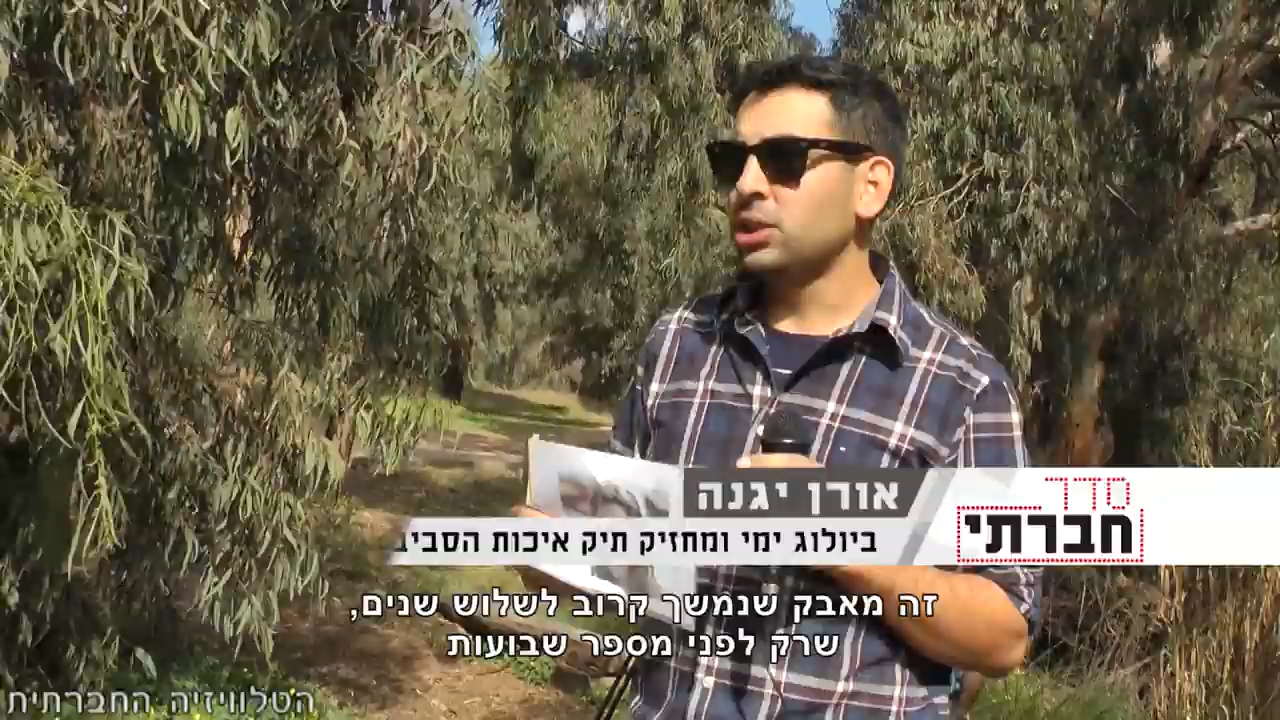 אורן יגנה
ביולוג ימי ומחזיק תיק איכות
סדר
חברתי
זה מאבק שנמשך קרוב לשלוש שנים,
שרק לפני מספר שבועות
הטלוויזיה החברתית